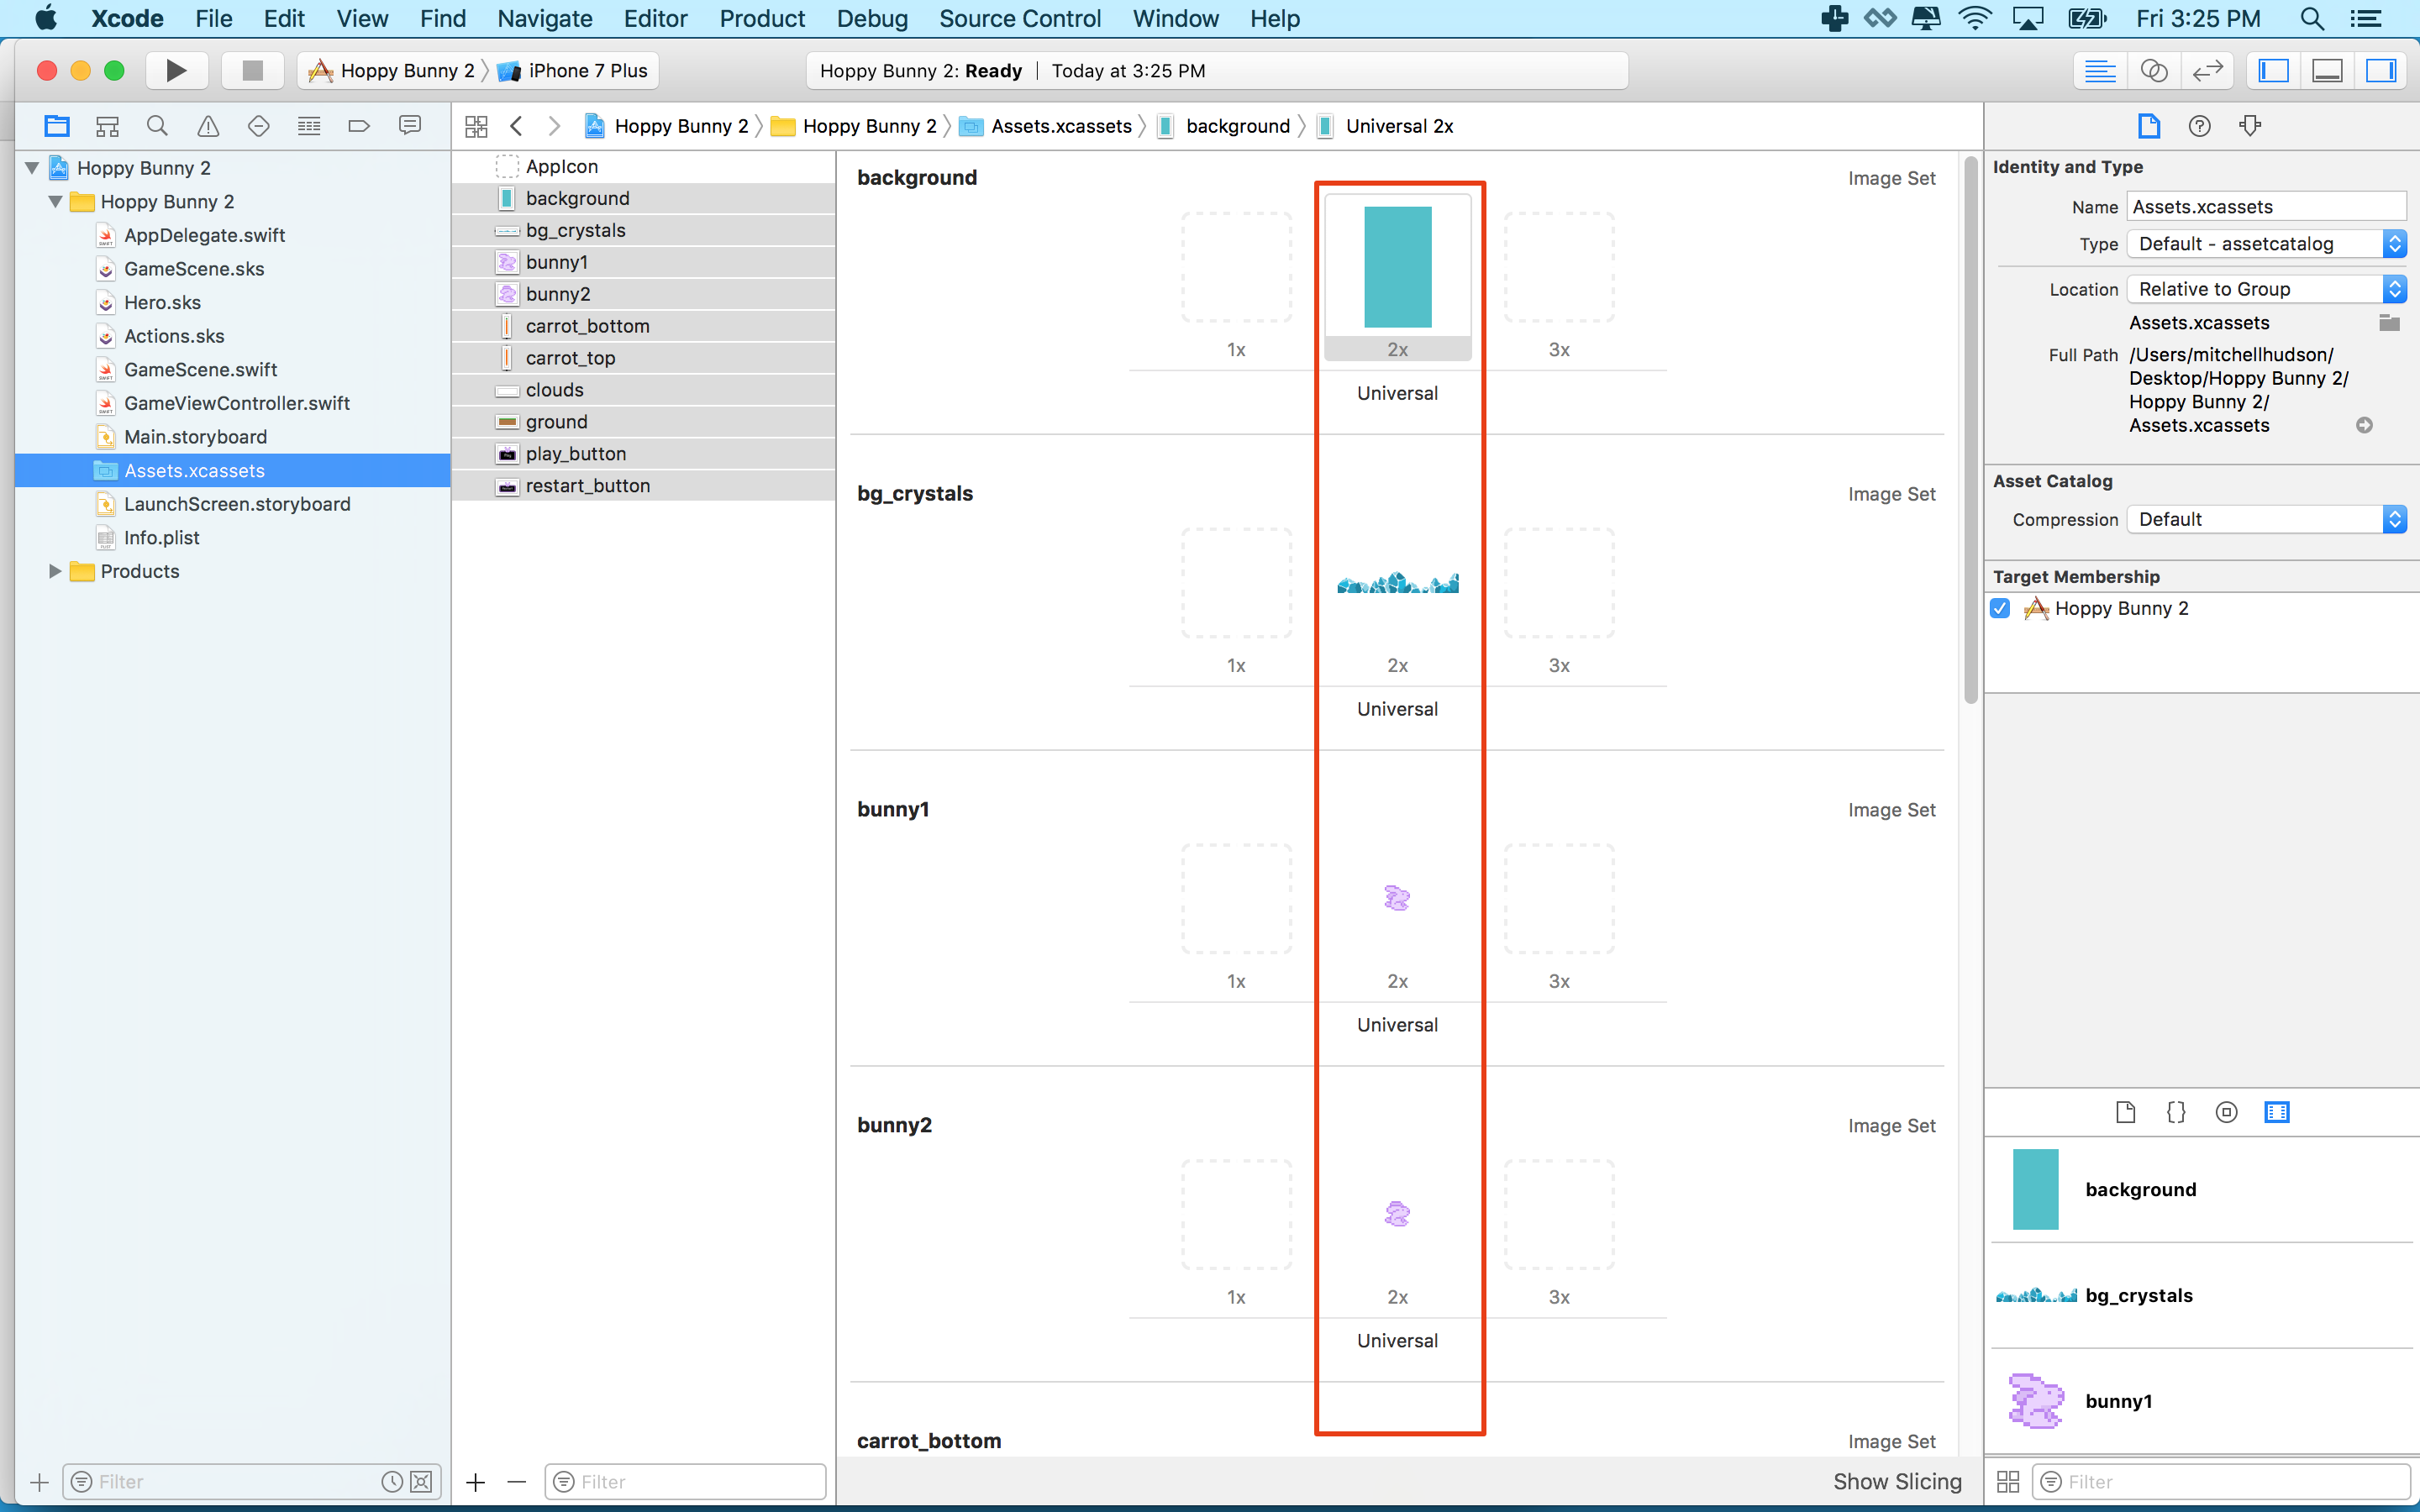 Xcode File Edit View Find Navigate Editor Product Debug Source Control Window Help Fri 3:25 PM
Hoppy Bunny 2 iPhone 7 Plus
Hoppy Bunny 2: Ready | Today at 3:25 PM
Hoppy Bunny 2 Hoppy Bunny 2 Assets.xcassets background Universal 2x
Hoppy Bunny 2
Hoppy Bunny 2
AppDelegate.swift
GameScene.sks
Hero.sks
Actions.sks
GameScene.swift
GameViewController.swift
Main.storyboard
Assets.xcassets
LaunchScreen.storyboard
Info.plist
Products
Filter
AppIcon
background
bg_crystals
bunny1
bunny2
carrot_bottom
carrot_top
clouds
ground
play_button
restart_button
Filter
background Image Set
1x 2x 3x
Universal
bg_crystals Image Set
1x 2x 3x
Universal
bunny1 Image Set
1x 2x 3x
Universal
bunny2 Image Set
1x 2x 3x
Universal
carrot_bottom Image Set
Show Slicing
Identity and Type
Name Assets.xcassets
Type Default - assetcatalog
Location Relative to Group
Assets.xcassets
Full Path /Users/mitchellhudson/
Desktop/Hoppy Bunny 2/
Hoppy Bunny 2/
Assets.xcassets
Asset Catalog
Compression Default
Target Membership
Hoppy Bunny 2
background
bg_crystals
bunny1
Filter